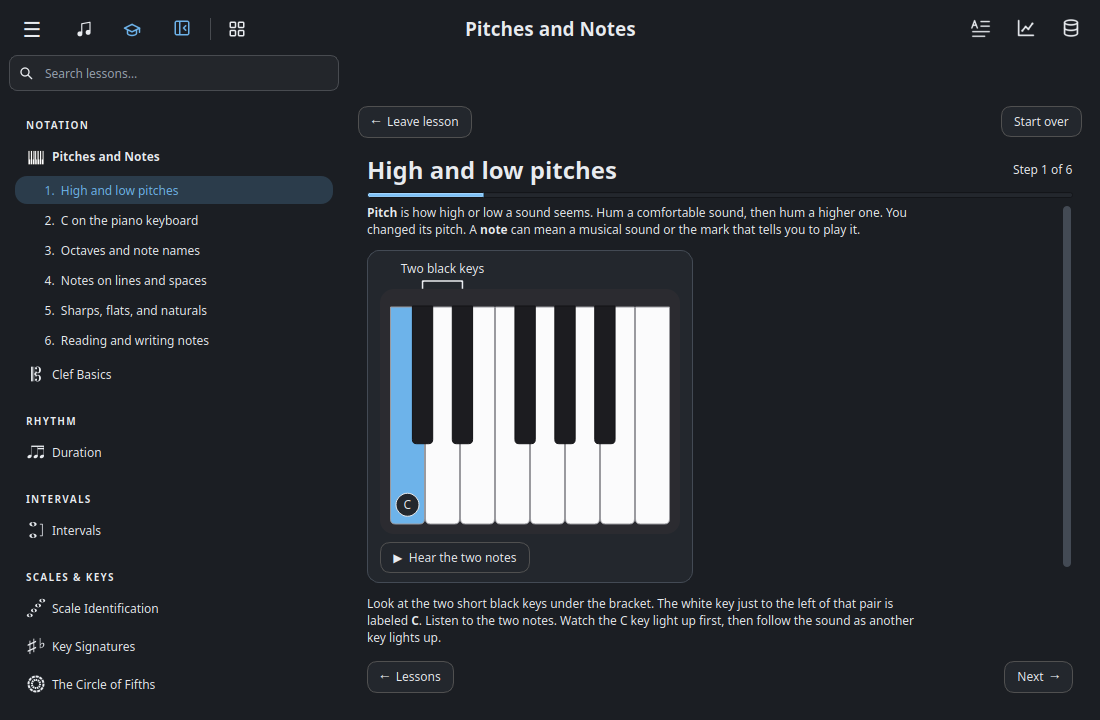 Pitches and Notes
Search lessons...
NOTATION
Pitches and Notes
1. High and low pitches
2. C on the piano keyboard
3. Octaves and note names
4. Notes on lines and spaces
5. Sharps, flats, and naturals
6. Reading and writing notes
Clef Basics
RHYTHM
Duration
INTERVALS
Intervals
SCALES & KEYS
Scale Identification
Key Signatures
The Circle of Fifths
← Leave lesson
Start over
High and low pitches
Step 1 of 6
Pitch is how high or low a sound seems. Hum a comfortable sound, then hum a higher one. You
changed its pitch. A note can mean a musical sound or the mark that tells you to play it.
Two black keys
C
▶ Hear the two notes
Look at the two short black keys under the bracket. The white key just to the left of that pair is
labeled C. Listen to the two notes. Watch the C key light up first, then follow the sound as another
key lights up.
← Lessons
Next →